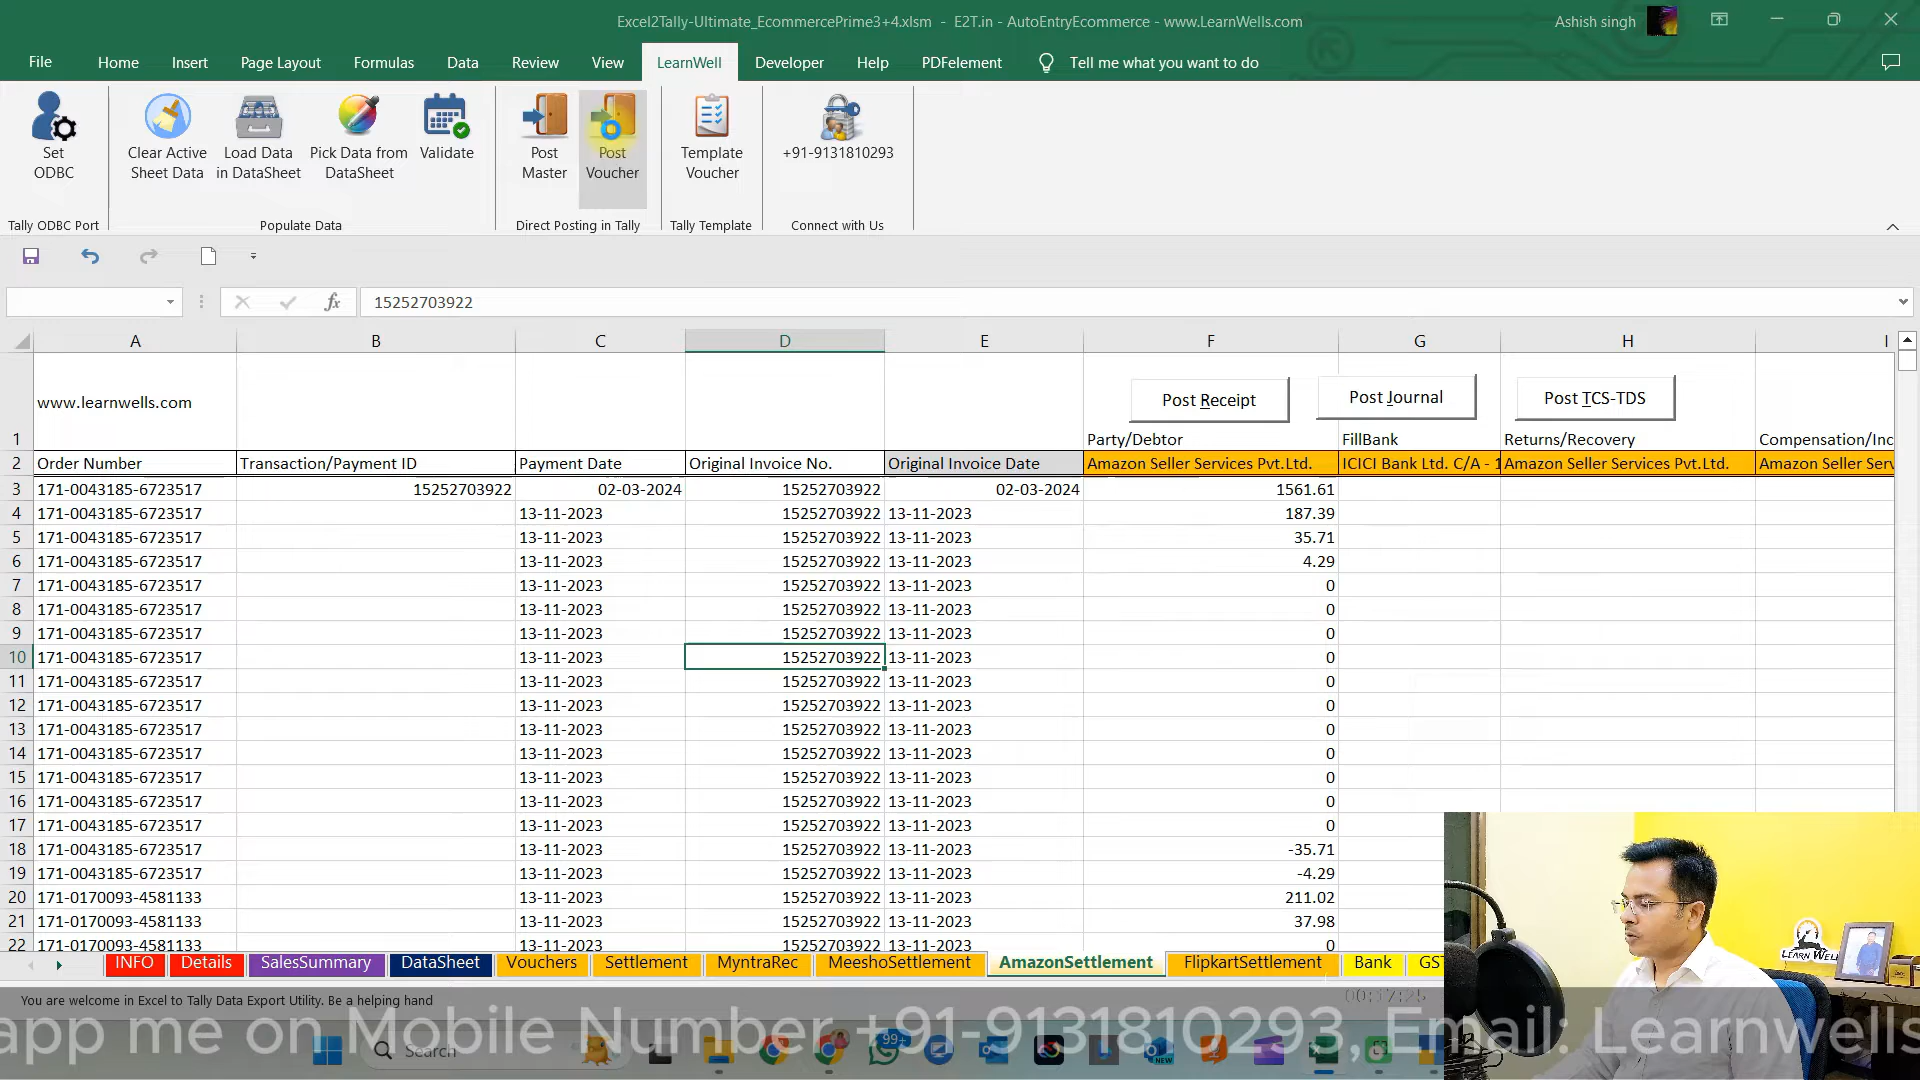 Excel2Tally-Ultimate_EcommercePrime3+4.xlsm - E2T.in - AutoEntryEcommerce - www.LearnWells.com
Ashish singh
File Home Insert Page Layout Formulas Data Review View LearnWell Developer Help PDFelement Tell me what you want to do
Set ODBC
Clear Active Sheet Data
Load Data in DataSheet
Pick Data from DataSheet
Validate
Post Master
Post Voucher
Template Voucher
+91-9131810293
Tally ODBC Port Populate Data Direct Posting in Tally Tally Template Connect with Us
fx 15252703922
A B C D E F G H I
www.learnwells.com
Post Receipt Post Journal Post TCS-TDS
1 Party/Debtor FillBank Returns/Recovery Compensation/Inc
2 Order Number Transaction/Payment ID Payment Date Original Invoice No. Original Invoice Date Amazon Seller Services Pvt.Ltd. ICICI Bank Ltd. C/A - 1 Amazon Seller Services Pvt.Ltd. Amazon Seller Serv
3 171-0043185-6723517 15252703922 02-03-2024 15252703922 02-03-2024 1561.61
4 171-0043185-6723517 13-11-2023 15252703922 13-11-2023 187.39
5 171-0043185-6723517 13-11-2023 15252703922 13-11-2023 35.71
6 171-0043185-6723517 13-11-2023 15252703922 13-11-2023 4.29
7 171-0043185-6723517 13-11-2023 15252703922 13-11-2023 0
8 171-0043185-6723517 13-11-2023 15252703922 13-11-2023 0
9 171-0043185-6723517 13-11-2023 15252703922 13-11-2023 0
10 171-0043185-6723517 13-11-2023 15252703922 13-11-2023 0
11 171-0043185-6723517 13-11-2023 15252703922 13-11-2023 0
12 171-0043185-6723517 13-11-2023 15252703922 13-11-2023 0
13 171-0043185-6723517 13-11-2023 15252703922 13-11-2023 0
14 171-0043185-6723517 13-11-2023 15252703922 13-11-2023 0
15 171-0043185-6723517 13-11-2023 15252703922 13-11-2023 0
16 171-0043185-6723517 13-11-2023 15252703922 13-11-2023 0
17 171-0043185-6723517 13-11-2023 15252703922 13-11-2023 0
18 171-0043185-6723517 13-11-2023 15252703922 13-11-2023 -35.71
19 171-0043185-6723517 13-11-2023 15252703922 13-11-2023 -4.29
20 171-0170093-4581133 13-11-2023 15252703922 13-11-2023 211.02
21 171-0170093-4581133 13-11-2023 15252703922 13-11-2023 37.98
22 171-0170093-4581133 13-11-2023 15252703922 13-11-2023 0
INFO Details SalesSummary DataSheet Vouchers Settlement MyntraRec MeeshoSettlement AmazonSettlement FlipkartSettlement Bank GST
LEARN WELL
You are welcome in Excel to Tally Data Export Utility. Be a helping hand
00:17:25
app me on Mobile Number +91-9131810293, Email: Learnwells
Search
99+
NEW